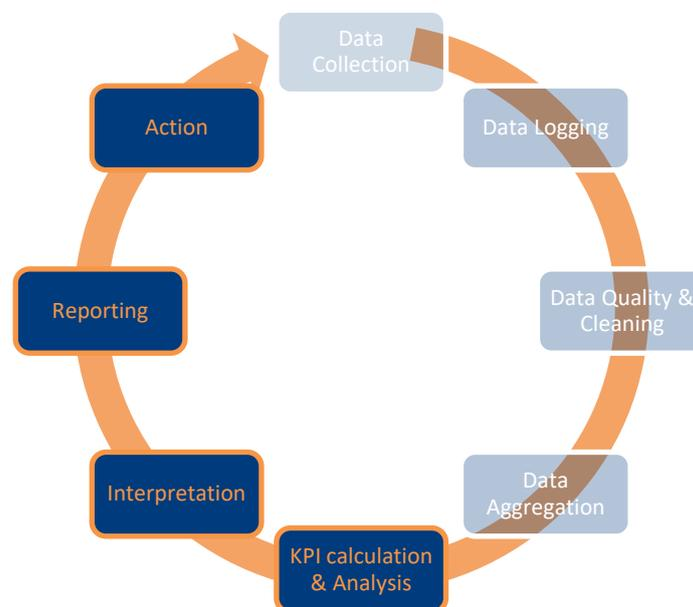 Data
Collection
Data Logging
Data Quality &
Cleaning
Data
Aggregation
KPI calculation
& Analysis
Interpretation
Reporting
Action